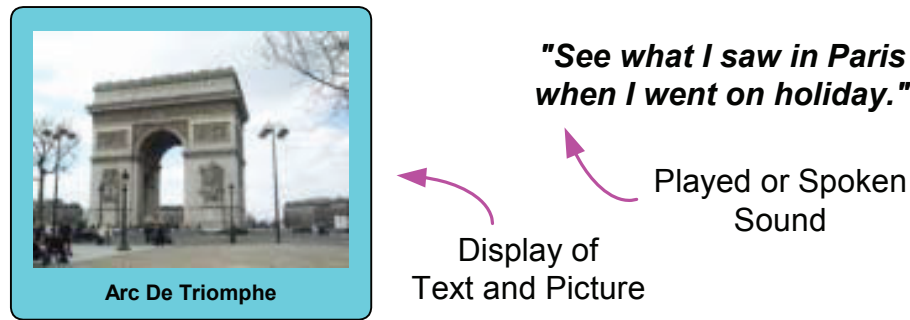 "See what I saw in Paris
when I went on holiday."
Played or Spoken
Sound
Display of
Text and Picture
Arc De Triomphe